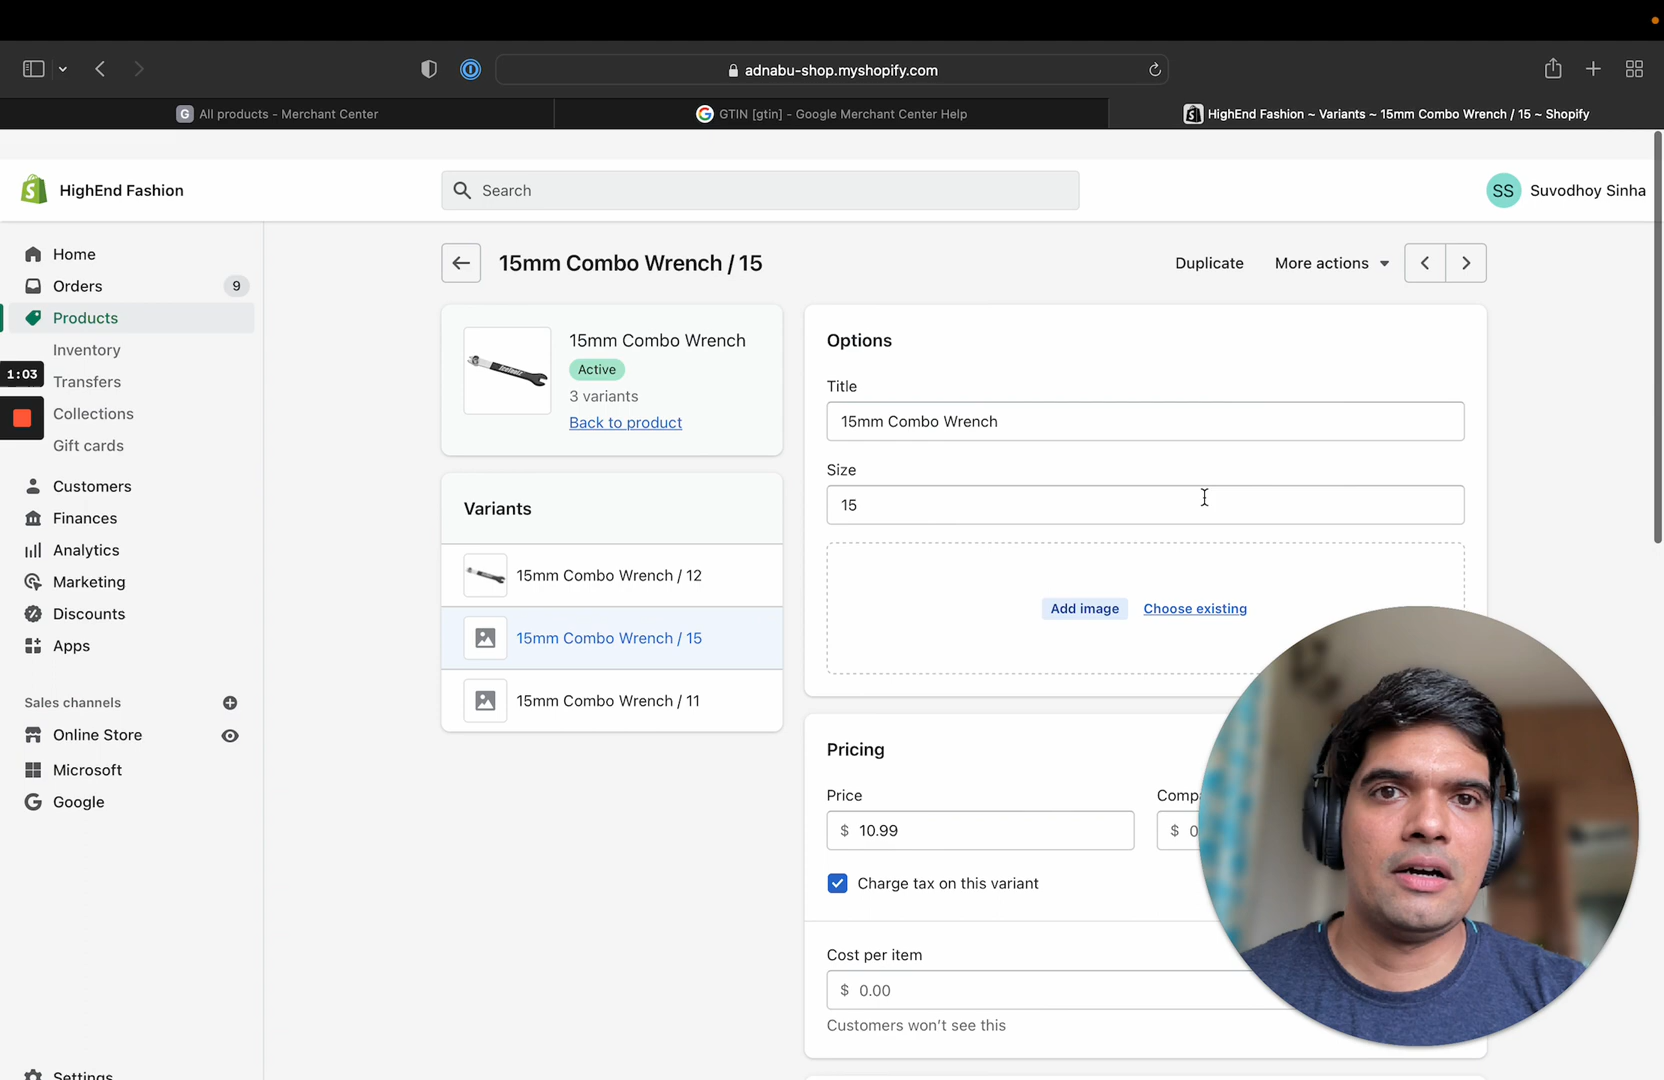 adnabu-shop.myshopify.com
G All products - Merchant Center
GTIN [gtin] - Google Merchant Center Help
HighEnd Fashion ~ Variants ~ 15mm Combo Wrench / 15 ~ Shopify
HighEnd Fashion
Search
SS Suvodhoy Sinha
Home
Orders 9
Products
Inventory
1:03
Transfers
Collections
Gift cards
Customers
Finances
Analytics
Marketing
Discounts
Apps
Sales channels
Online Store
Microsoft
Google
Settings
15mm Combo Wrench / 15
Duplicate
More actions
15mm Combo Wrench
Active
3 variants
Back to product
Variants
15mm Combo Wrench / 12
15mm Combo Wrench / 15
15mm Combo Wrench / 11
Options
Title
15mm Combo Wrench
Size
15
Add image Choose existing
Pricing
Price
Comp
$ 10.99
$ 0
Charge tax on this variant
Cost per item
$ 0.00
Customers won’t see this